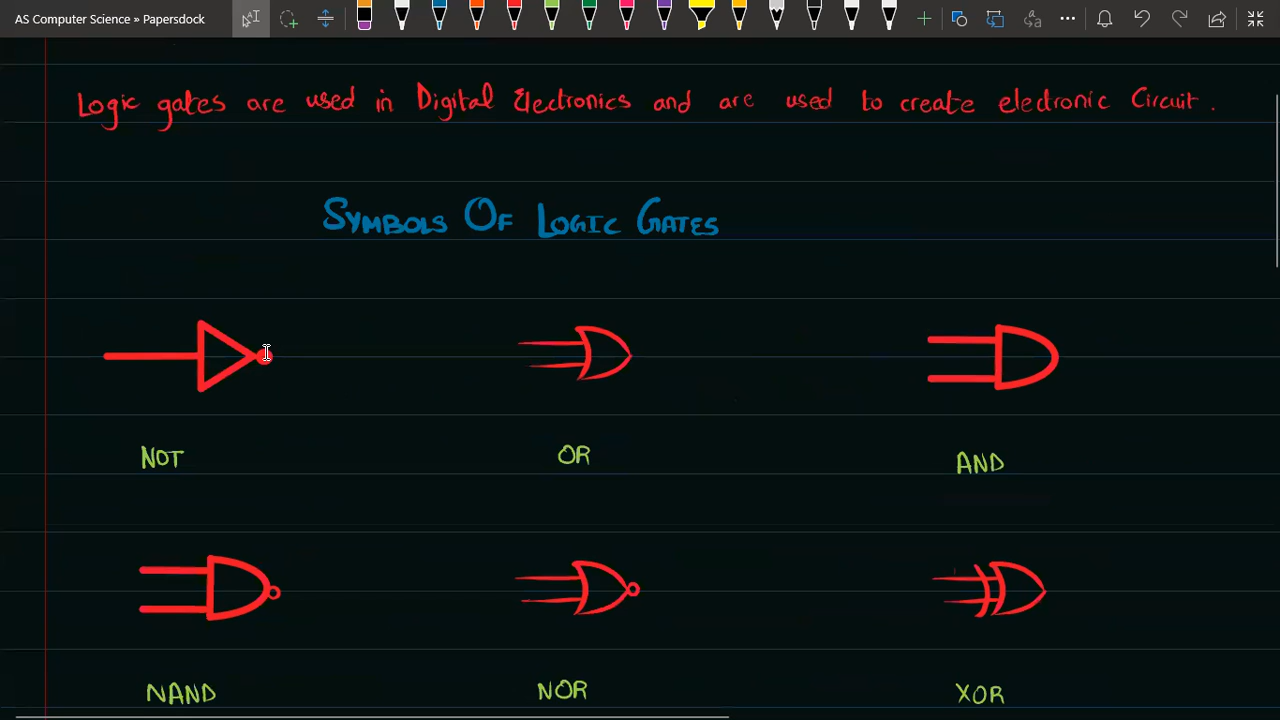 AS Computer Science » Papersdock
Logic gates are used in Digital Electronics and are used to create electronic Circuit.
SYMBOLS OF LOGIC GATES
NOT OR AND
NAND NOR XOR